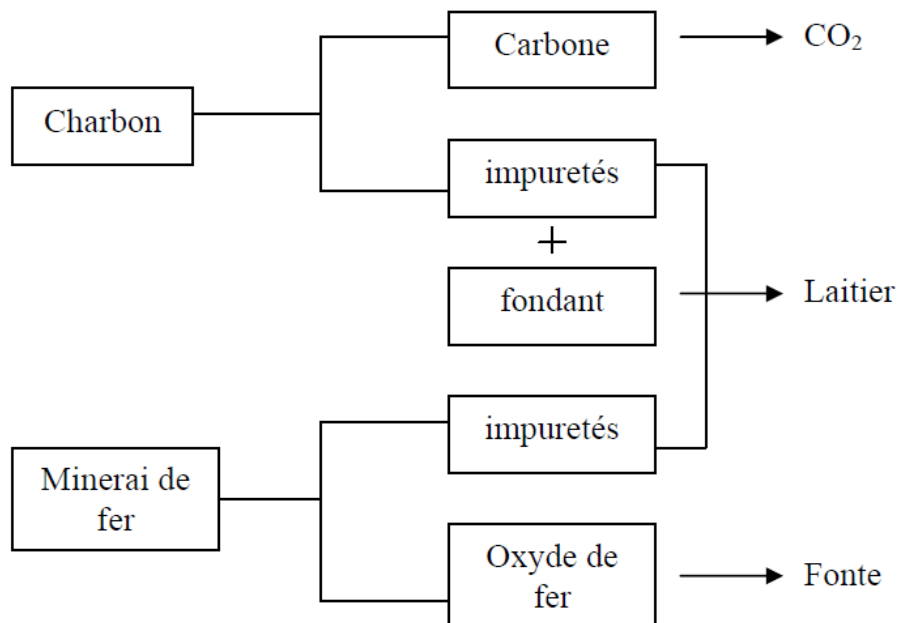 Carbone
CO₂
Charbon
impuretés
+
fondant
Laitier
impuretés
Minerai de
fer
Oxyde de
fer
Fonte